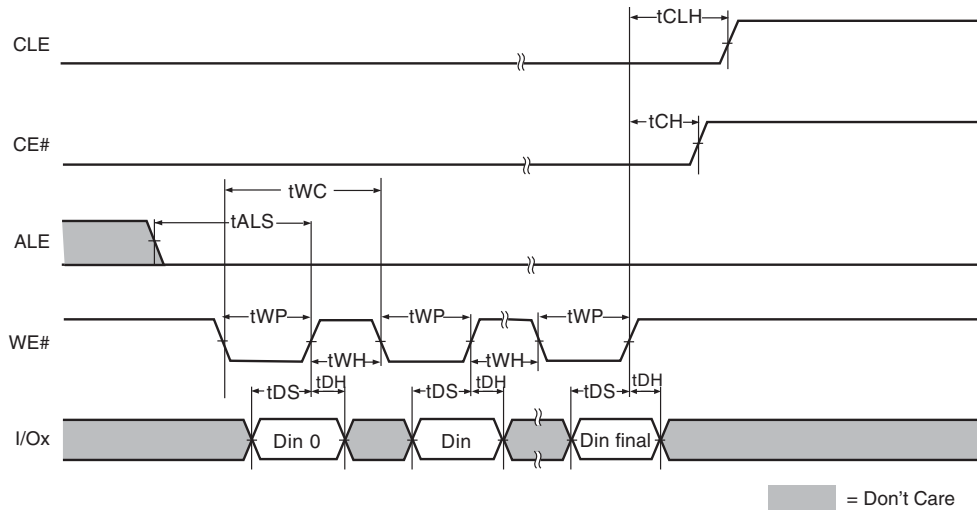 tCLH
CLE
tCH
CE#
tWC
tALS
ALE
tWP tWP tWP
WE#
tWH tWH
tDS tDH tDS tDH tDS tDH
I/Ox Din 0 Din Din final
= Don't Care